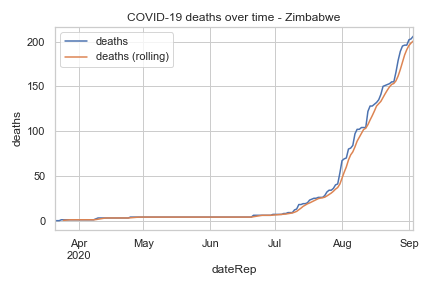 COVID-19 deaths over time - Zimbabwe
deaths
deaths (rolling)
200
150
100
50
0
deaths
Apr
2020
May
Jun
Jul
Aug
Sep
dateRep